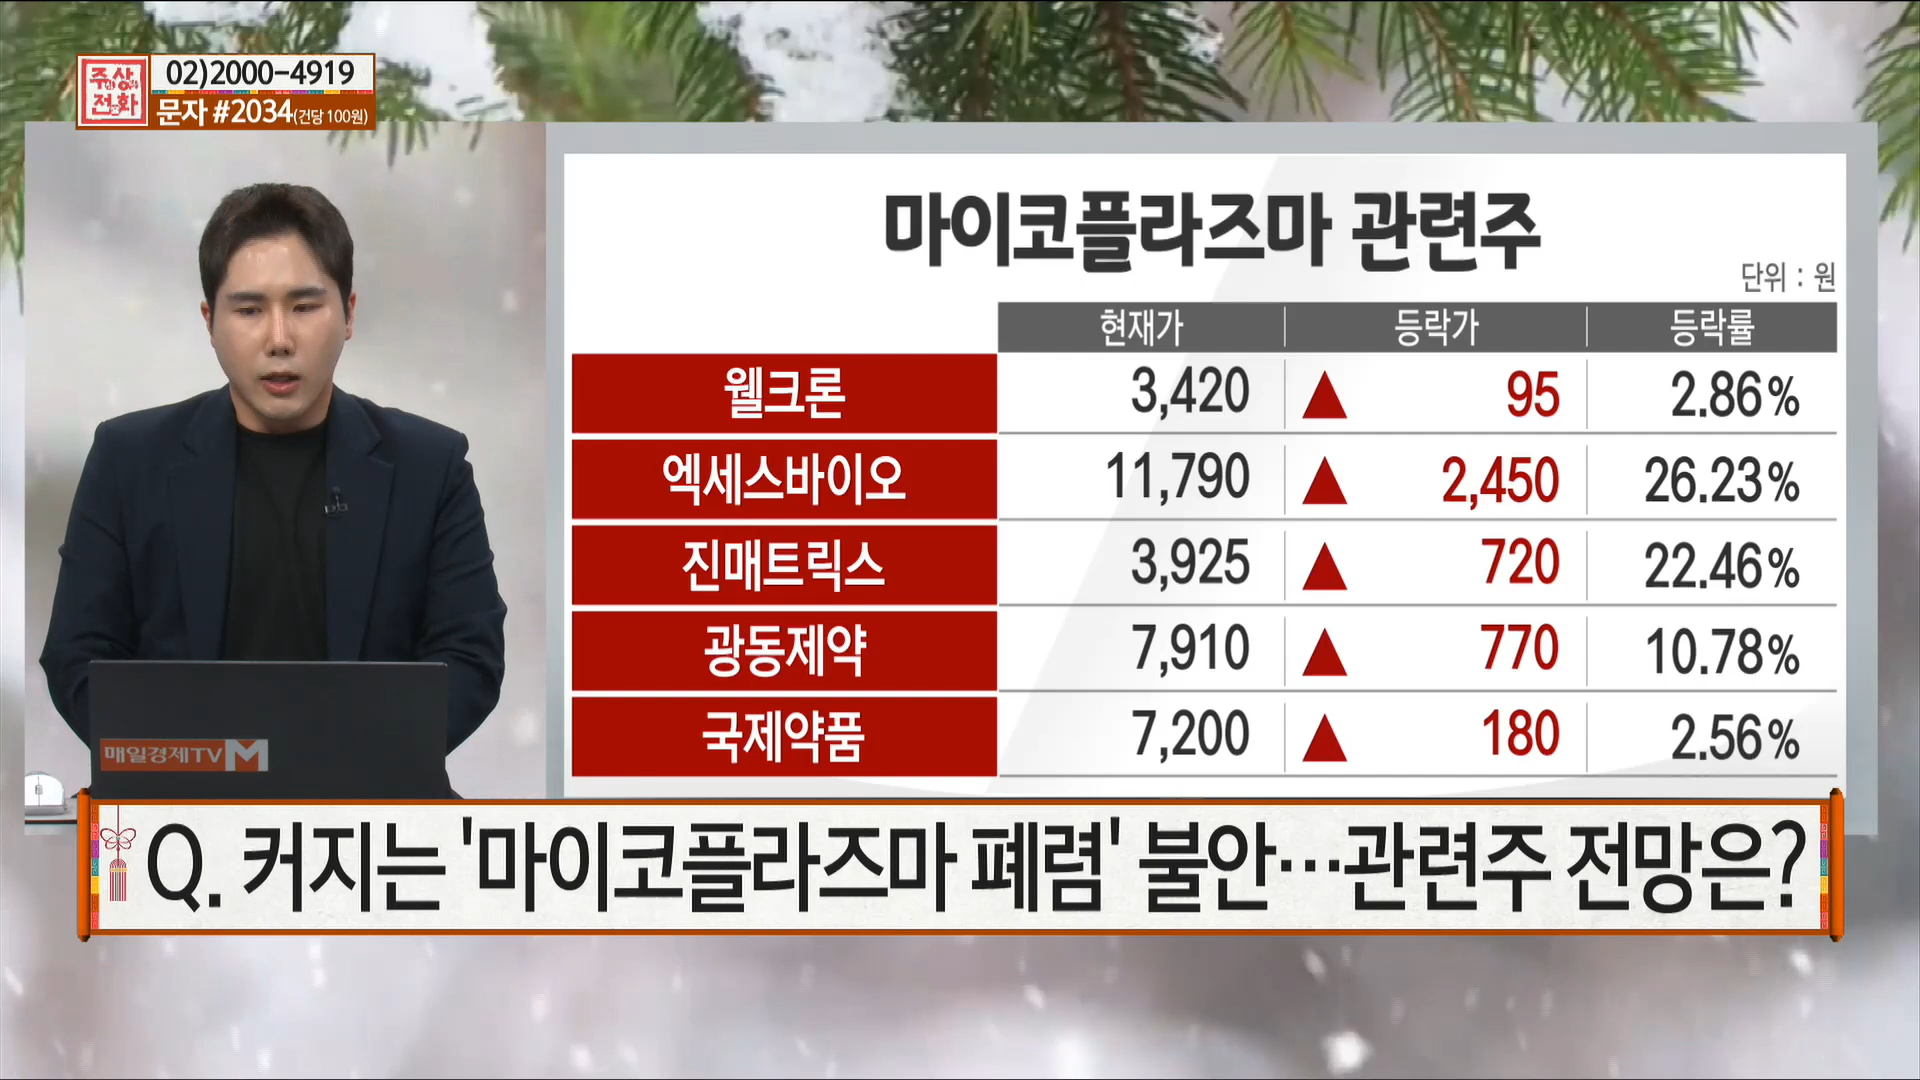 주상
전화
02)2000-4919
문자 #2034(건당 100원)
마이코플라즈마 관련주
단위 : 원
현재가 등락가 등락률
웰크론 3,420 ▲ 95 2.86%
엑세스바이오 11,790 ▲ 2,450 26.23%
진매트릭스 3,925 ▲ 720 22.46%
광동제약 7,910 ▲ 770 10.78%
국제약품 7,200 ▲ 180 2.56%
매일경제TV M
Q. 커지는 '마이코플라즈마 폐렴' 불안…관련주 전망은?